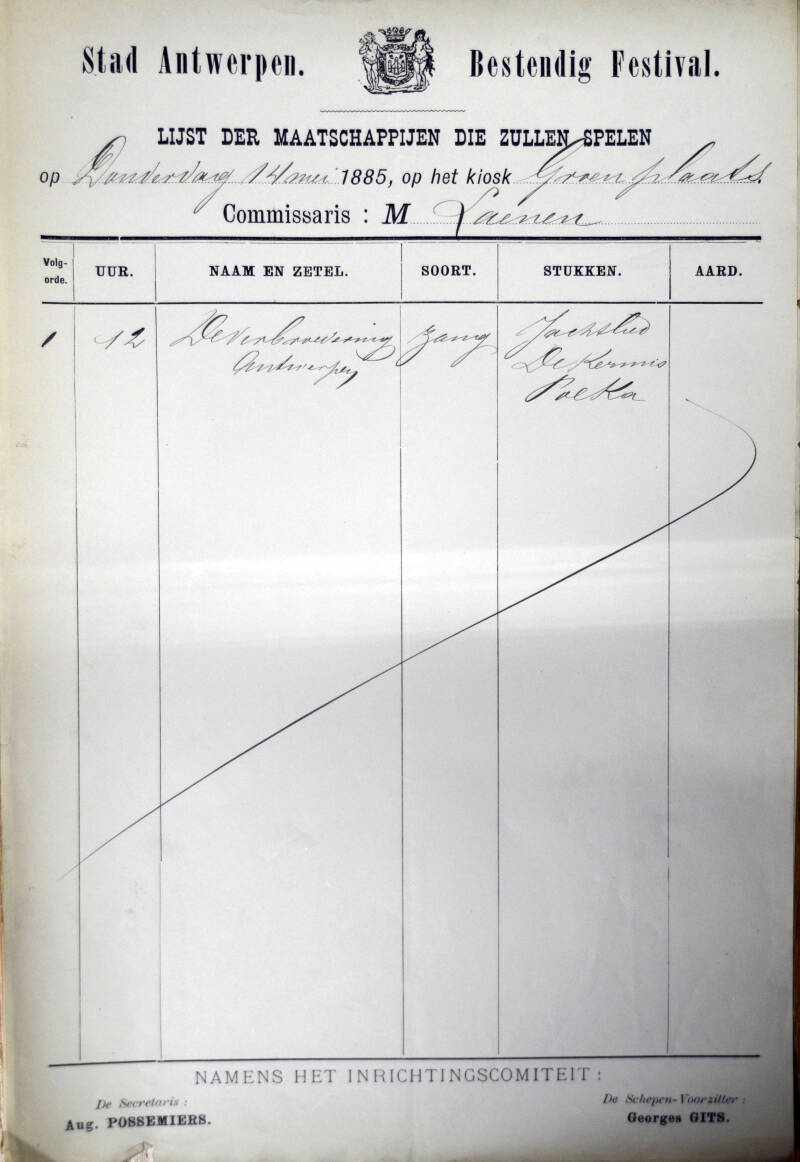 Stad Antwerpen. Bestendig Festival.
LIJST DER MAATSCHAPPIJEN DIE ZULLEN SPELEN
op Donderdag 14 mei 1885, op het kiosk Groenplaats.
Commissaris : M Laenen
Volg-orde. UUR. NAAM EN ZETEL. SOORT. STUKKEN. AARD.
1 12 De Verbroedering zang Jachtslied
Antwerpen De Kermis
Polka
NAMENS HET INRICHTINGSCOMITEIT :
De Secretaris : De Schepen-Voorzitter :
Aug. POSSEMIERS. Georges GITS.